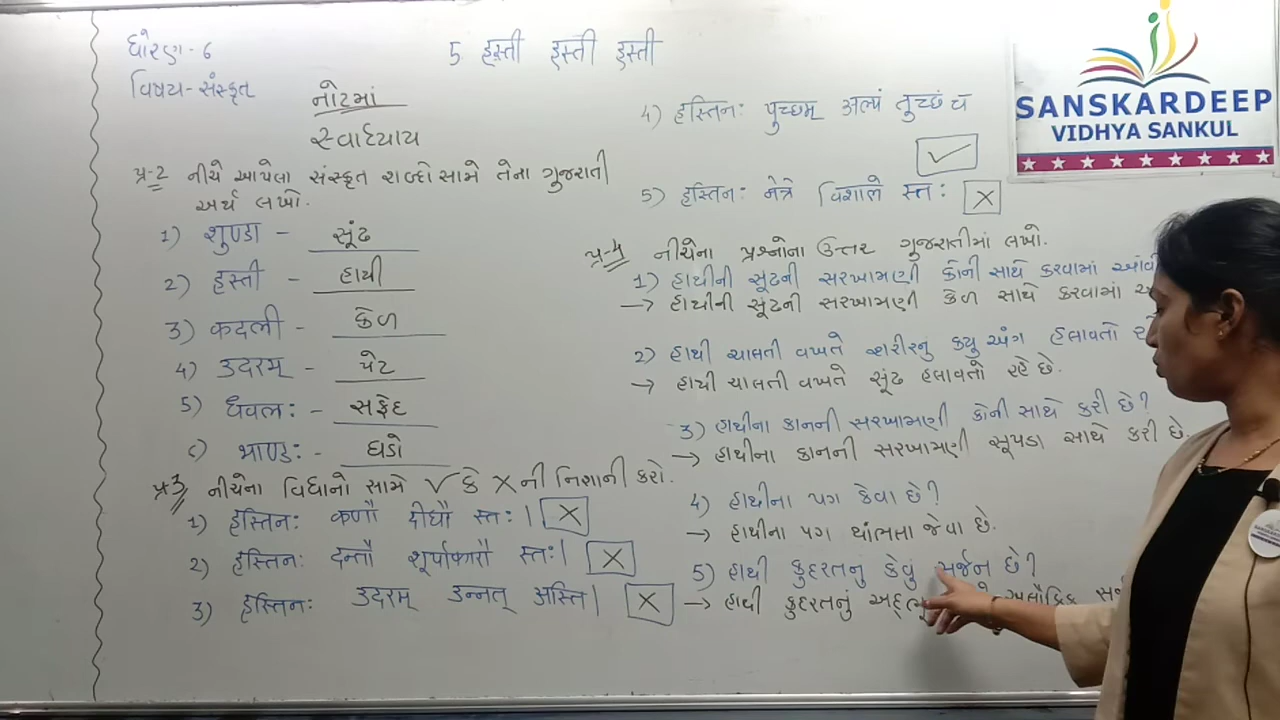 ધોરણ - ૬
વિષય - સંસ્કૃત
5 हस्ती हस्ती हस्ती
નોટમાં
સ્વાધ્યાય
પ્ર-2 નીચે આપેલા સંસ્કૃત શબ્દો સામે તેના ગુજરાતી
અર્થ લખો.
1) शुण्डा - સૂંઢ
2) हस्ती - હાથી
3) कदली - કેળ
4) उदरम् - પેટ
5) धवलः - સફેદ
૬) भाण्डः - ઘડો
પ્ર-3 નીચેના વિધાનો સામે ✓ કે X ની નિશાની કરો.
1) हस्तिनः कर्णौ दीर्घौ स्तः। X
2) हस्तिनः दन्तौ शूर्पाकारौ स्तः। X
3) हस्तिनः उदरम् उन्नत् अस्ति। X
4) हस्तिनः पुच्छम् अल्पं तुच्छं च
✓
5) हस्तिनः नेत्रे विशाले स्तः X
પ્ર-4 નીચેના પ્રશ્નોના ઉત્તર ગુજરાતીમાં લખો.
1) હાથીની સૂંઢની સરખામણી કોની સાથે કરવામાં આવી
→ હાથીની સૂંઢની સરખામણી કેળ સાથે કરવામાં
2) હાથી ચાલતી વખતે શરીરનુ કયુ અંગ હલાવતો
→ હાથી ચાલતી વખતે સૂંઢ હલાવતો રહે છે.
3) હાથીના કાનની સરખામણી કોની સાથે કરી છે?
→ હાથીના કાનની સરખામણી સૂપડા સાથે કરી છે.
4) હાથીના પગ કેવા છે?
→ હાથીના પગ થાંભલા જેવા છે.
5) હાથી કુદરતનુ કેવું સર્જન છે?
→ હાથી કુદરતનું અલૌકિક
SANSKARDEEP
VIDHYA SANKUL